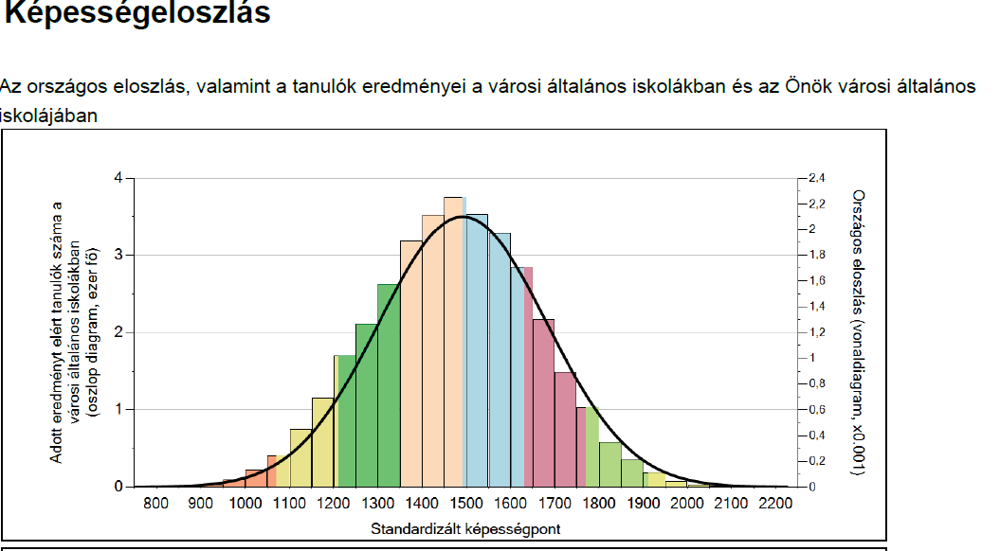 Képességeloszlás
Az országos eloszlás, valamint a tanulók eredményei a városi általános iskolákban és az Önök városi általános
iskolájában
Adott eredményt elért tanulók száma a
városi általános iskolákban
(oszlop diagram, ezer fő)
4
3
2
1
0
2,4
2,2
2
1,8
1,6
1,4
1,2
1
0,8
0,6
0,4
0,2
0
Országos eloszlás (vonaldiagram, x0.001)
800 900 1000 1100 1200 1300 1400 1500 1600 1700 1800 1900 2000 2100 2200
Standardizált képességpont